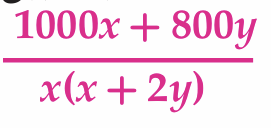 1000x + 800y
x(x + 2y)